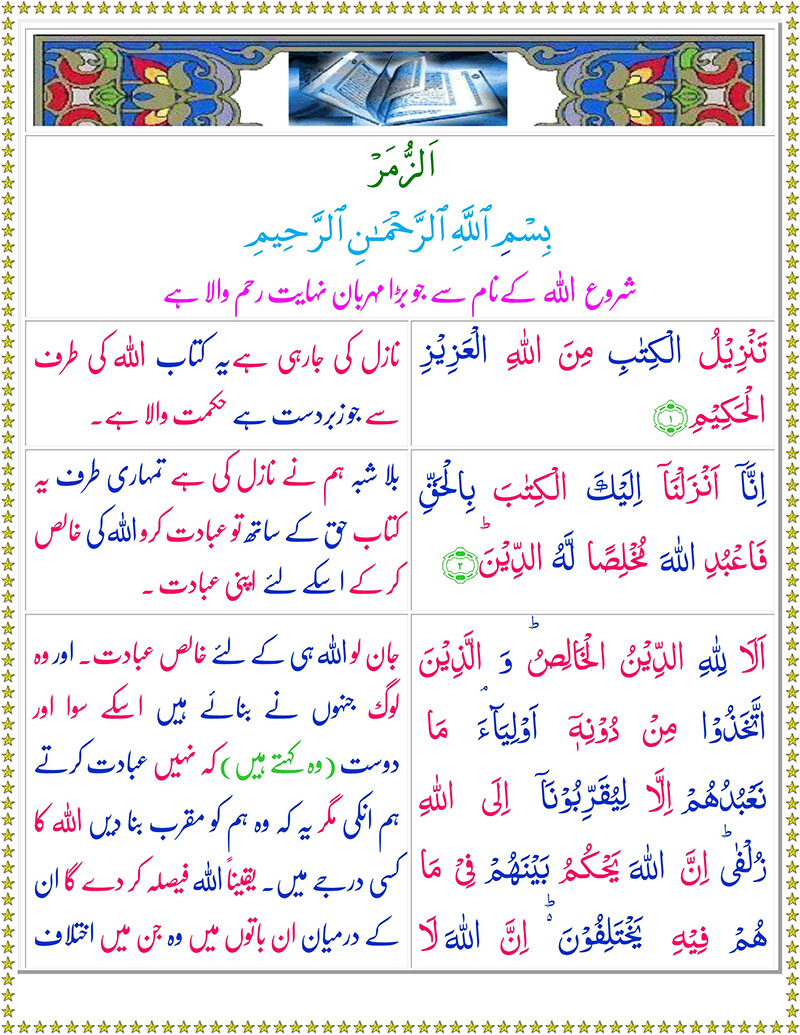 اَلزُّمَرْ
بِسْمِ ٱللَّهِ ٱلرَّحْمَـٰنِ ٱلرَّحِيمِ
شروع اللہ کے نام سے جو بڑا مہربان نہایت رحم والا ہے
تَنْزِيْلُ الْكِتٰبِ مِنَ اللّٰهِ الْعَزِيْزِ
الْحَكِيْمِ ﴿۱﴾
نازل کی جارہی ہے یہ کتاب اللہ کی طرف
سے جو زبردست ہے حکمت والا ہے۔
اِنَّاۤ اَنْزَلْنَاۤ اِلَيْكَ الْكِتٰبَ بِالْحَقِّ
فَاعْبُدِ اللّٰهَ مُخْلِصًا لَّهُ الدِّيْنَؕ ﴿۲﴾
بلا شبہ ہم نے نازل کی ہے تمہاری طرف یہ
کتاب حق کے ساتھ تو عبادت کرو اللہ کی خالص
کر کے اسکے لئے اپنی عبادت ۔
اَلَا لِلّٰهِ الدِّيْنُ الْخَالِصُؕ وَ الَّذِيْنَ
اتَّخَذُوْا مِنْ دُوْنِهٖۤ اَوْلِيَآءَۘ مَا
نَعْبُدُهُمْ اِلَّا لِيُقَرِّبُوْنَاۤ اِلَى اللّٰهِ
زُلْفٰىؕ اِنَّ اللّٰهَ يَحْكُمُ بَيْنَهُمْ فِيْ مَا
هُمْ فِيْهِ يَخْتَلِفُوْنَ۬ؕ اِنَّ اللّٰهَ لَا
جان لو اللہ ہی کے لئے خالص عبادت۔ اور وہ
لوگ جنہوں نے بنائے ہیں اسکے سوا اور
دوست (وہ کہتے ہیں) کہ نہیں عبادت کرتے
ہم انکی مگر یہ کہ وہ ہم کو مقرب بنا دیں اللہ کا
کسی درجے میں۔ یقیناً اللہ فیصلہ کر دے گا ان
کے درمیان ان باتوں میں وہ جن میں اختلاف